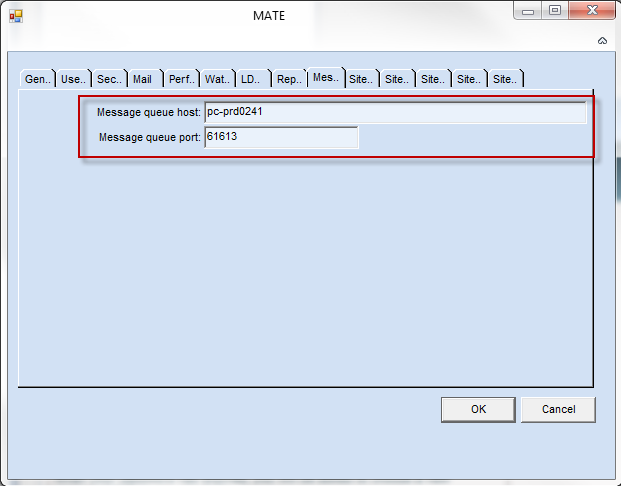 MATE
Gen.. Use.. Sec.. Mail Perf.. Wat.. LD.. Rep.. Mes.. Site.. Site.. Site.. Site.. Site..
Message queue host: pc-prd0241
Message queue port: 61613
OK Cancel